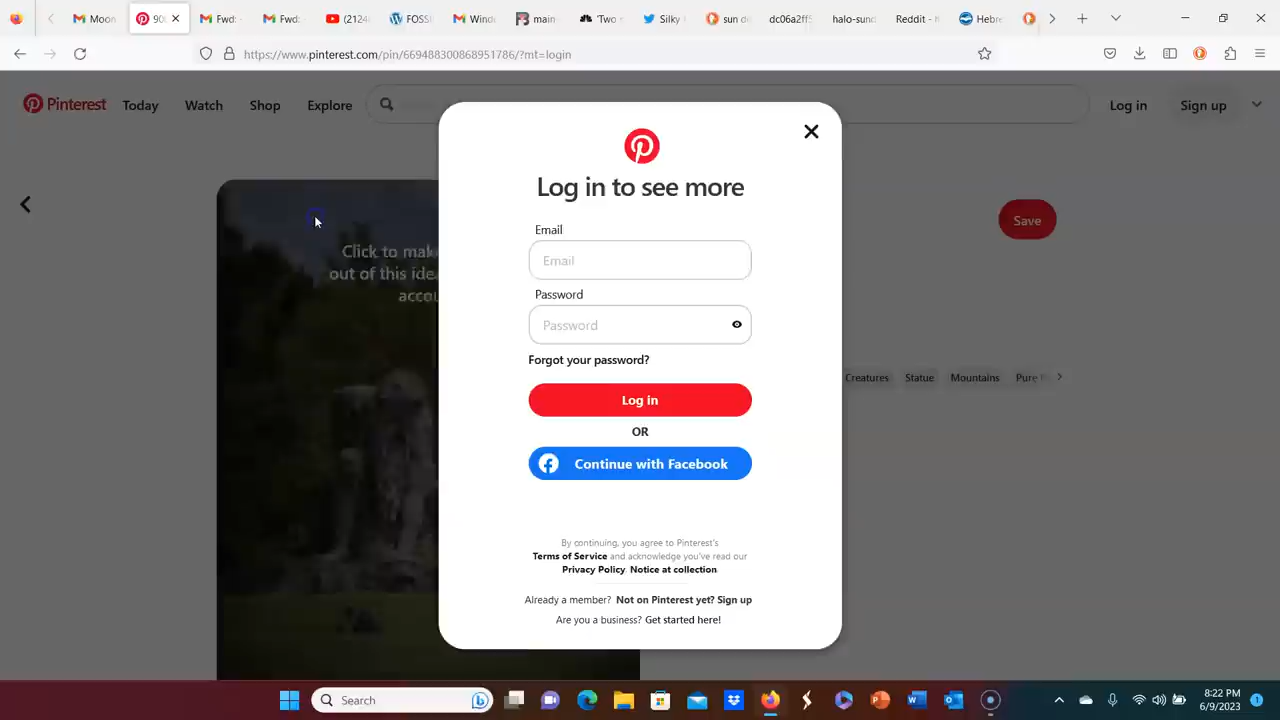 Moon
90
Fwd:
Fwd:
(2124
FOSS
Wind
main
'Two
Silky
sun de
dc06a2ff5
halo-sund
Reddit -
Hebre
https://www.pinterest.com/pin/669488300868951786/?mt=login
Pinterest
Today
Watch
Shop
Explore
Log in
Sign up
Log in to see more
Save
Email
Email
Click to mak
out of this ide
accou
Password
Password
Forgot your password?
Creatures
Statue
Mountains
Pure
Log in
OR
Continue with Facebook
By continuing, you agree to Pinterest's
Terms of Service and acknowledge you've read our
Privacy Policy. Notice at collection.
Already a member? Not on Pinterest yet? Sign up
Are you a business? Get started here!
Search
8:22 PM
6/9/2023